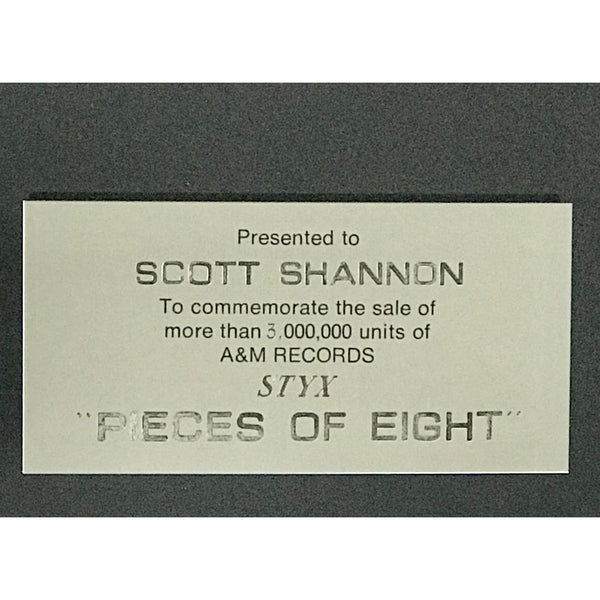 Presented to
SCOTT SHANNON
To commemorate the sale of
more than 3,000,000 units of
A&M RECORDS
STYX
"PIECES OF EIGHT"